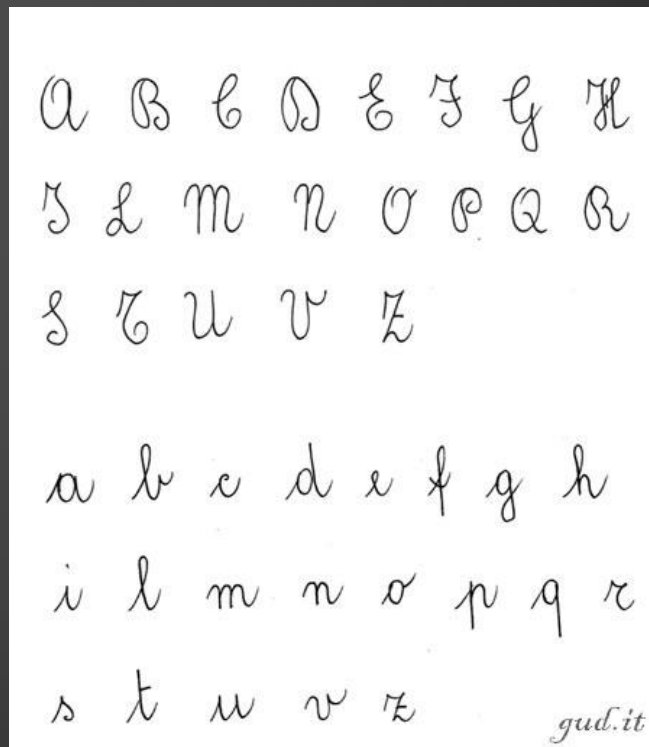 A B C D E F G H
I L M N O P Q R
S T U V Z
a b c d e f g h
i l m n o p q r
s t u v z
gud.it